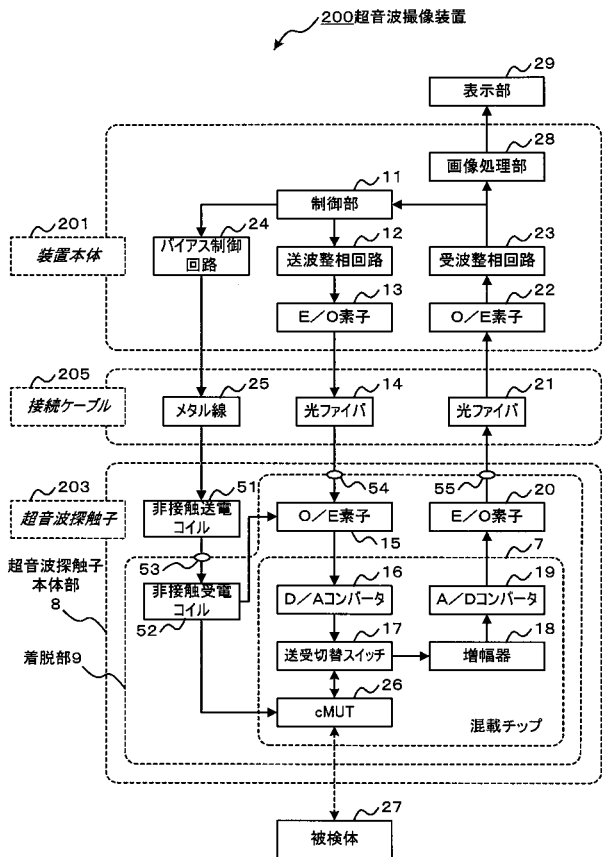 200超音波撮像装置
29
表示部
28
画像処理部
11
制御部
201
装置本体
24
バイアス制御
回路
12
送波整相回路
23
受波整相回路
13
E/O素子
22
O/E素子
205
接続ケーブル
25
メタル線
14
光ファイバ
21
光ファイバ
203
超音波探触子
51
非接触送電
コイル
54
55
O/E素子
15
20
E/O素子
53
超音波探触子
本体部
8
非接触受電
コイル
52
7
16
D/Aコンバータ
19
A/Dコンバータ
着脱部9
17
送受切替スイッチ
18
増幅器
26
cMUT
混載チップ
27
被検体